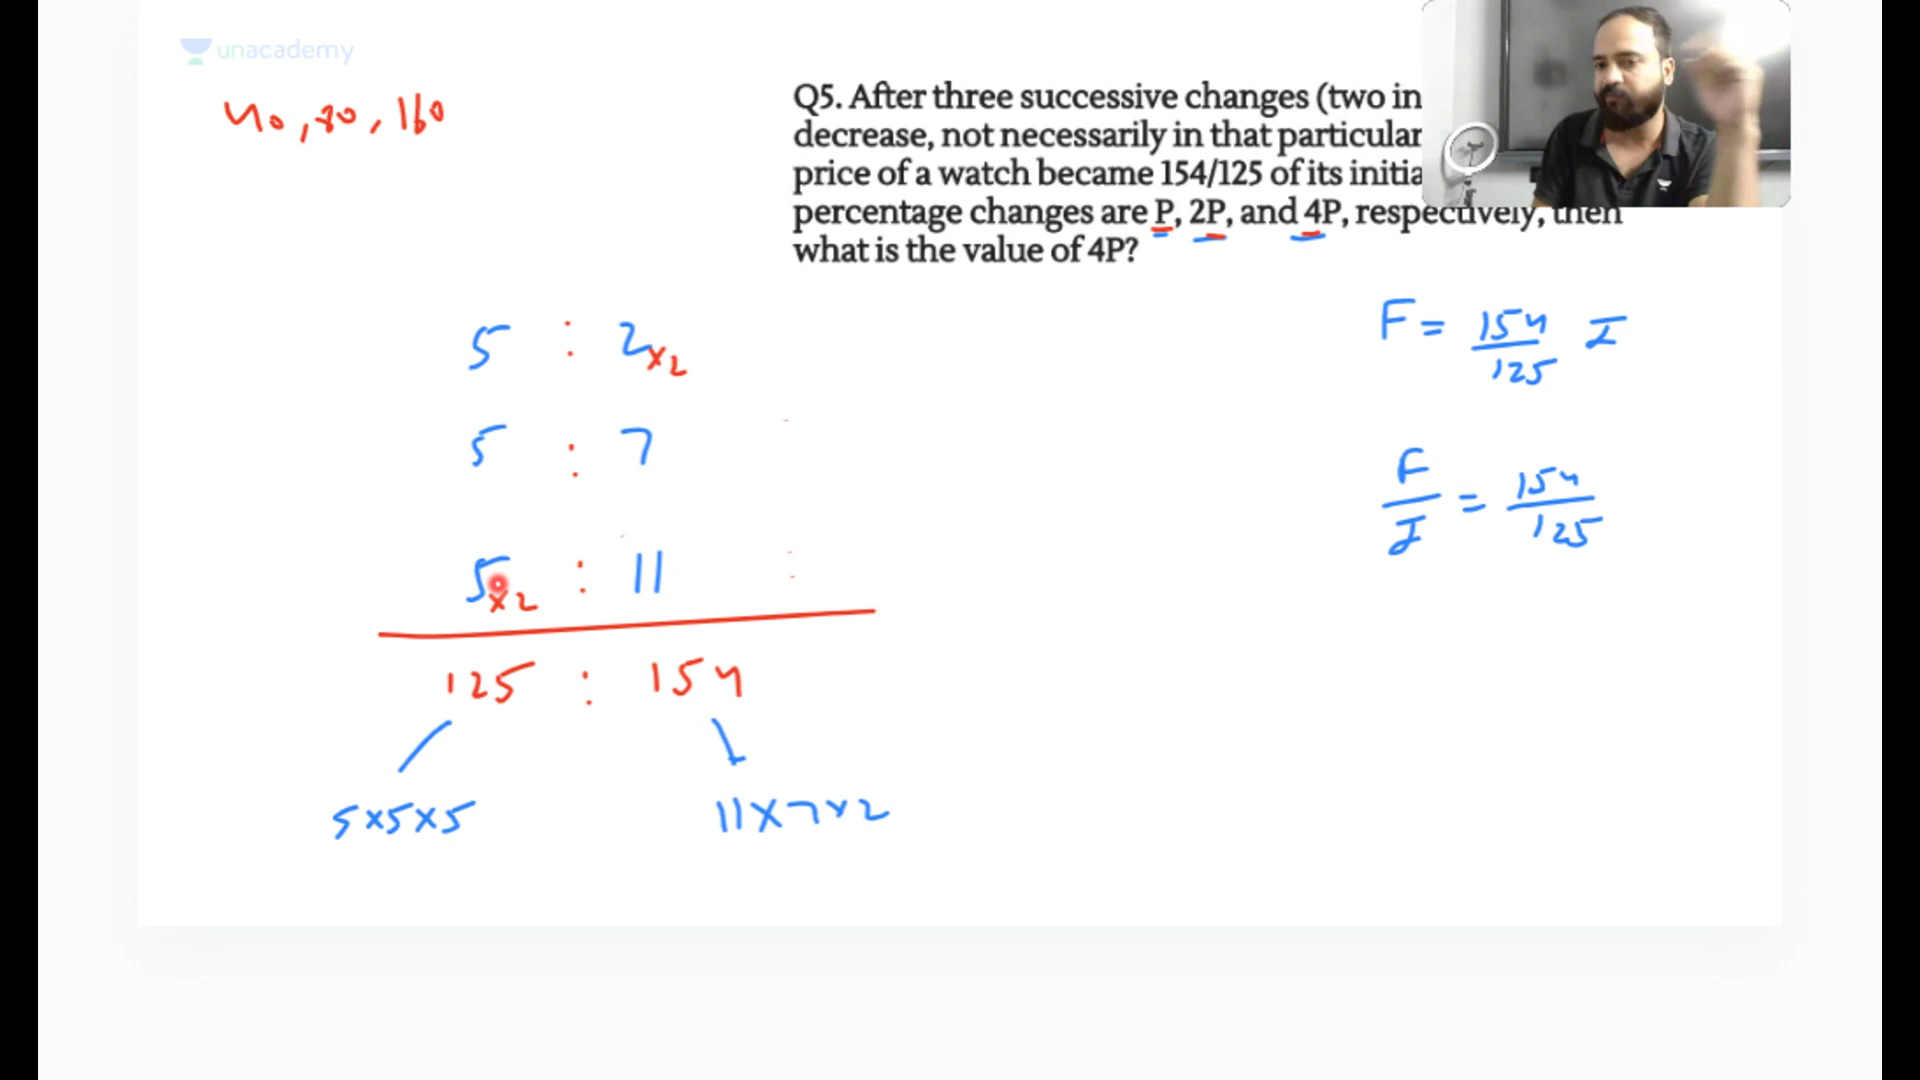 unacademy
40, 80, 160
Q5. After three successive changes (two in
decrease, not necessarily in that particular
price of a watch became 154/125 of its initia
percentage changes are P, 2P, and 4P, respectively, then
what is the value of 4P?
5 : 2 x2
5 : 7
5 x2 : 11
125 : 154
5×5×5 11×7×2
F = 154/125 I
F/I = 154/125